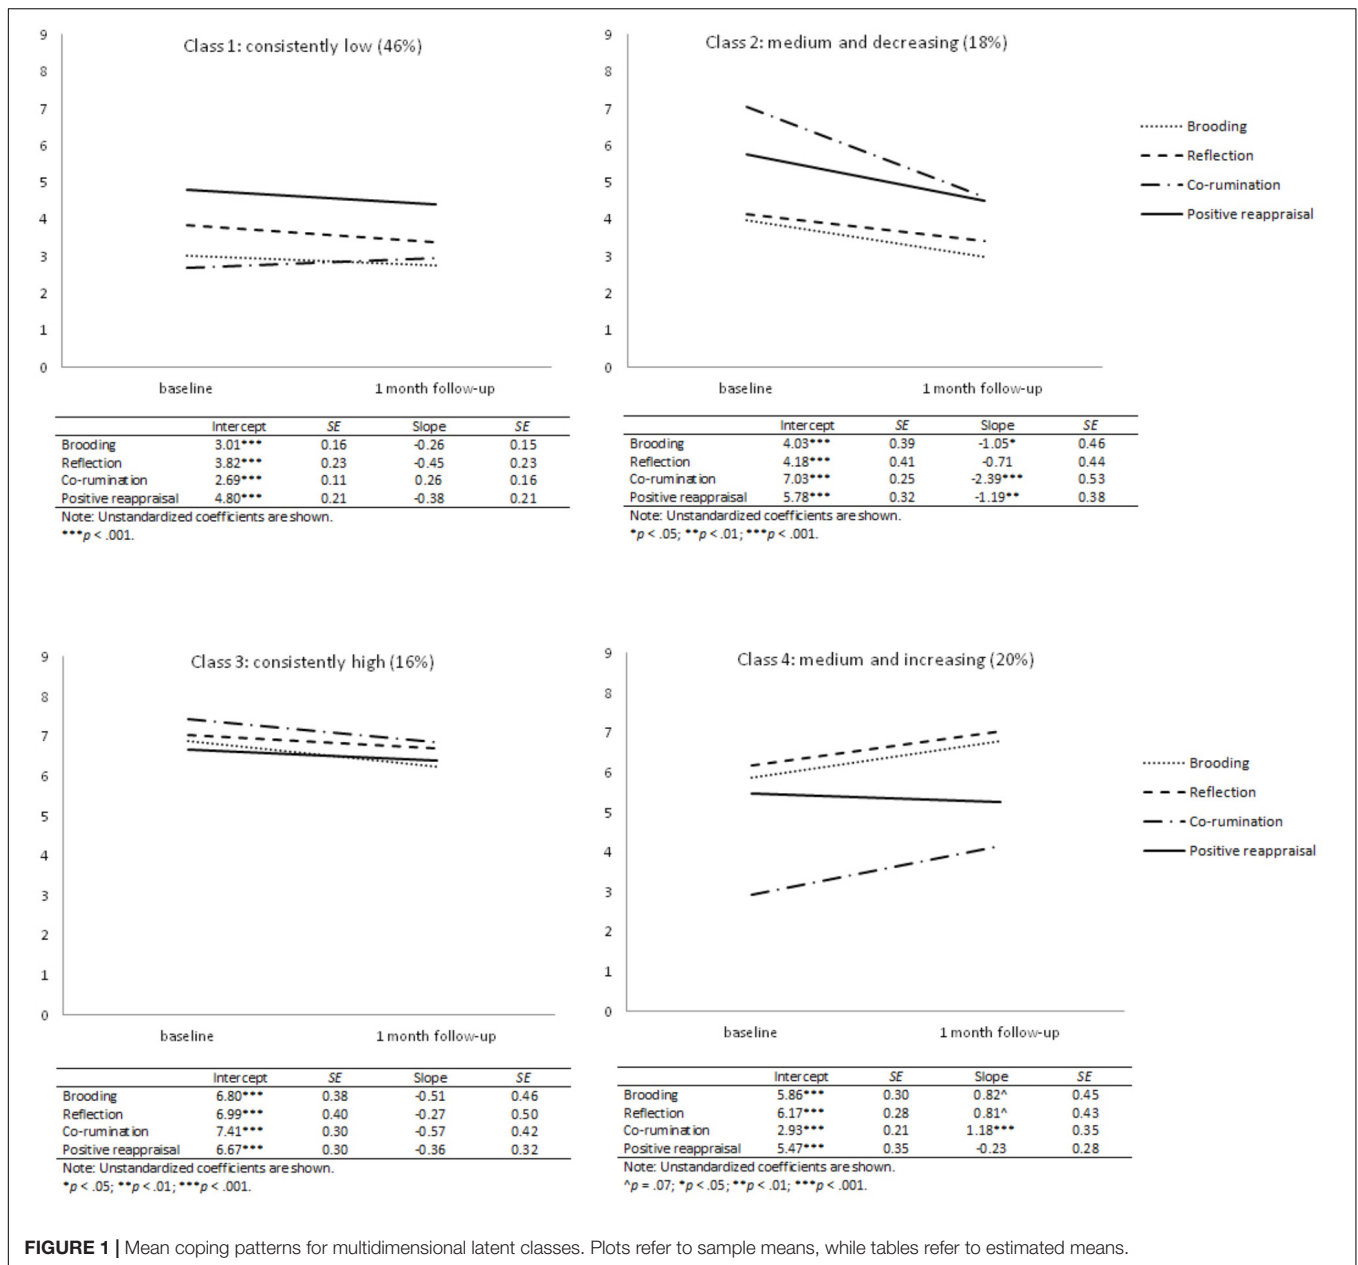 Class 1: consistently low (46%)
9
8
7
6
5
4
3
2
1
0
baseline 1 month follow-up
Intercept SE Slope SE
Brooding 3.01*** 0.16 -0.26 0.15
Reflection 3.82*** 0.23 -0.45 0.23
Co-rumination 2.69*** 0.11 0.26 0.16
Positive reappraisal 4.80*** 0.21 -0.38 0.21
Note: Unstandardized coefficients are shown.
***p < .001.
Class 2: medium and decreasing (18%)
9
8
7
6
5
4
3
2
1
0
baseline 1 month follow-up
Brooding
Reflection
Co-rumination
Positive reappraisal
Intercept SE Slope SE
Brooding 4.03*** 0.39 -1.05* 0.46
Reflection 4.18*** 0.41 -0.71 0.44
Co-rumination 7.03*** 0.25 -2.39*** 0.53
Positive reappraisal 5.78*** 0.32 -1.19** 0.38
Note: Unstandardized coefficients are shown.
*p < .05; **p < .01; ***p < .001.
Class 3: consistently high (16%)
9
8
7
6
5
4
3
2
1
0
baseline 1 month follow-up
Intercept SE Slope SE
Brooding 6.80*** 0.38 -0.51 0.46
Reflection 6.99*** 0.40 -0.27 0.50
Co-rumination 7.41*** 0.30 -0.57 0.42
Positive reappraisal 6.67*** 0.30 -0.36 0.32
Note: Unstandardized coefficients are shown.
*p < .05; **p < .01; ***p < .001.
Class 4: medium and increasing (20%)
9
8
7
6
5
4
3
2
1
0
baseline 1 month follow-up
Brooding
Reflection
Co-rumination
Positive reappraisal
Intercept SE Slope SE
Brooding 5.86*** 0.30 0.82^ 0.45
Reflection 6.17*** 0.28 0.81^ 0.43
Co-rumination 2.93*** 0.21 1.18*** 0.35
Positive reappraisal 5.47*** 0.35 -0.23 0.28
Note: Unstandardized coefficients are shown.
^p = .07; *p < .05; **p < .01; ***p < .001.
FIGURE 1 | Mean coping patterns for multidimensional latent classes. Plots refer to sample means, while tables refer to estimated means.